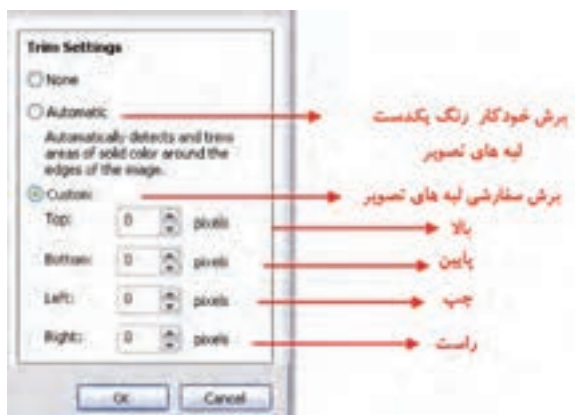 Trim Settings
None
Automatic
Automatically detects and trims
areas of solid color around the
edges of the image.
Custom
Top: 0 pixels
Bottom: 0 pixels
Left: 0 pixels
Right: 0 pixels
OK Cancel
برش خودکار رنگ یکدست
لبه های تصویر
برش سفارشی لبه های تصویر
بالا
پایین
چپ
راست